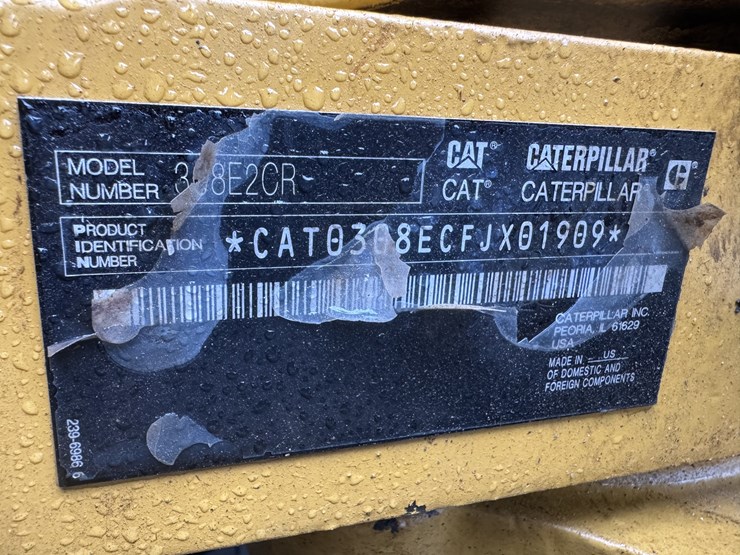 MODEL
NUMBER 308E2CR
CAT® CATERPILLAR®
CAT® CATERPILLAR
PRODUCT
IDENTIFICATION
NUMBER
*CAT0308ECFJX01909*
CATERPILLAR INC.
PEORIA, IL 61629
USA
MADE IN US
OF DOMESTIC AND
FOREIGN COMPONENTS
239-6986 6